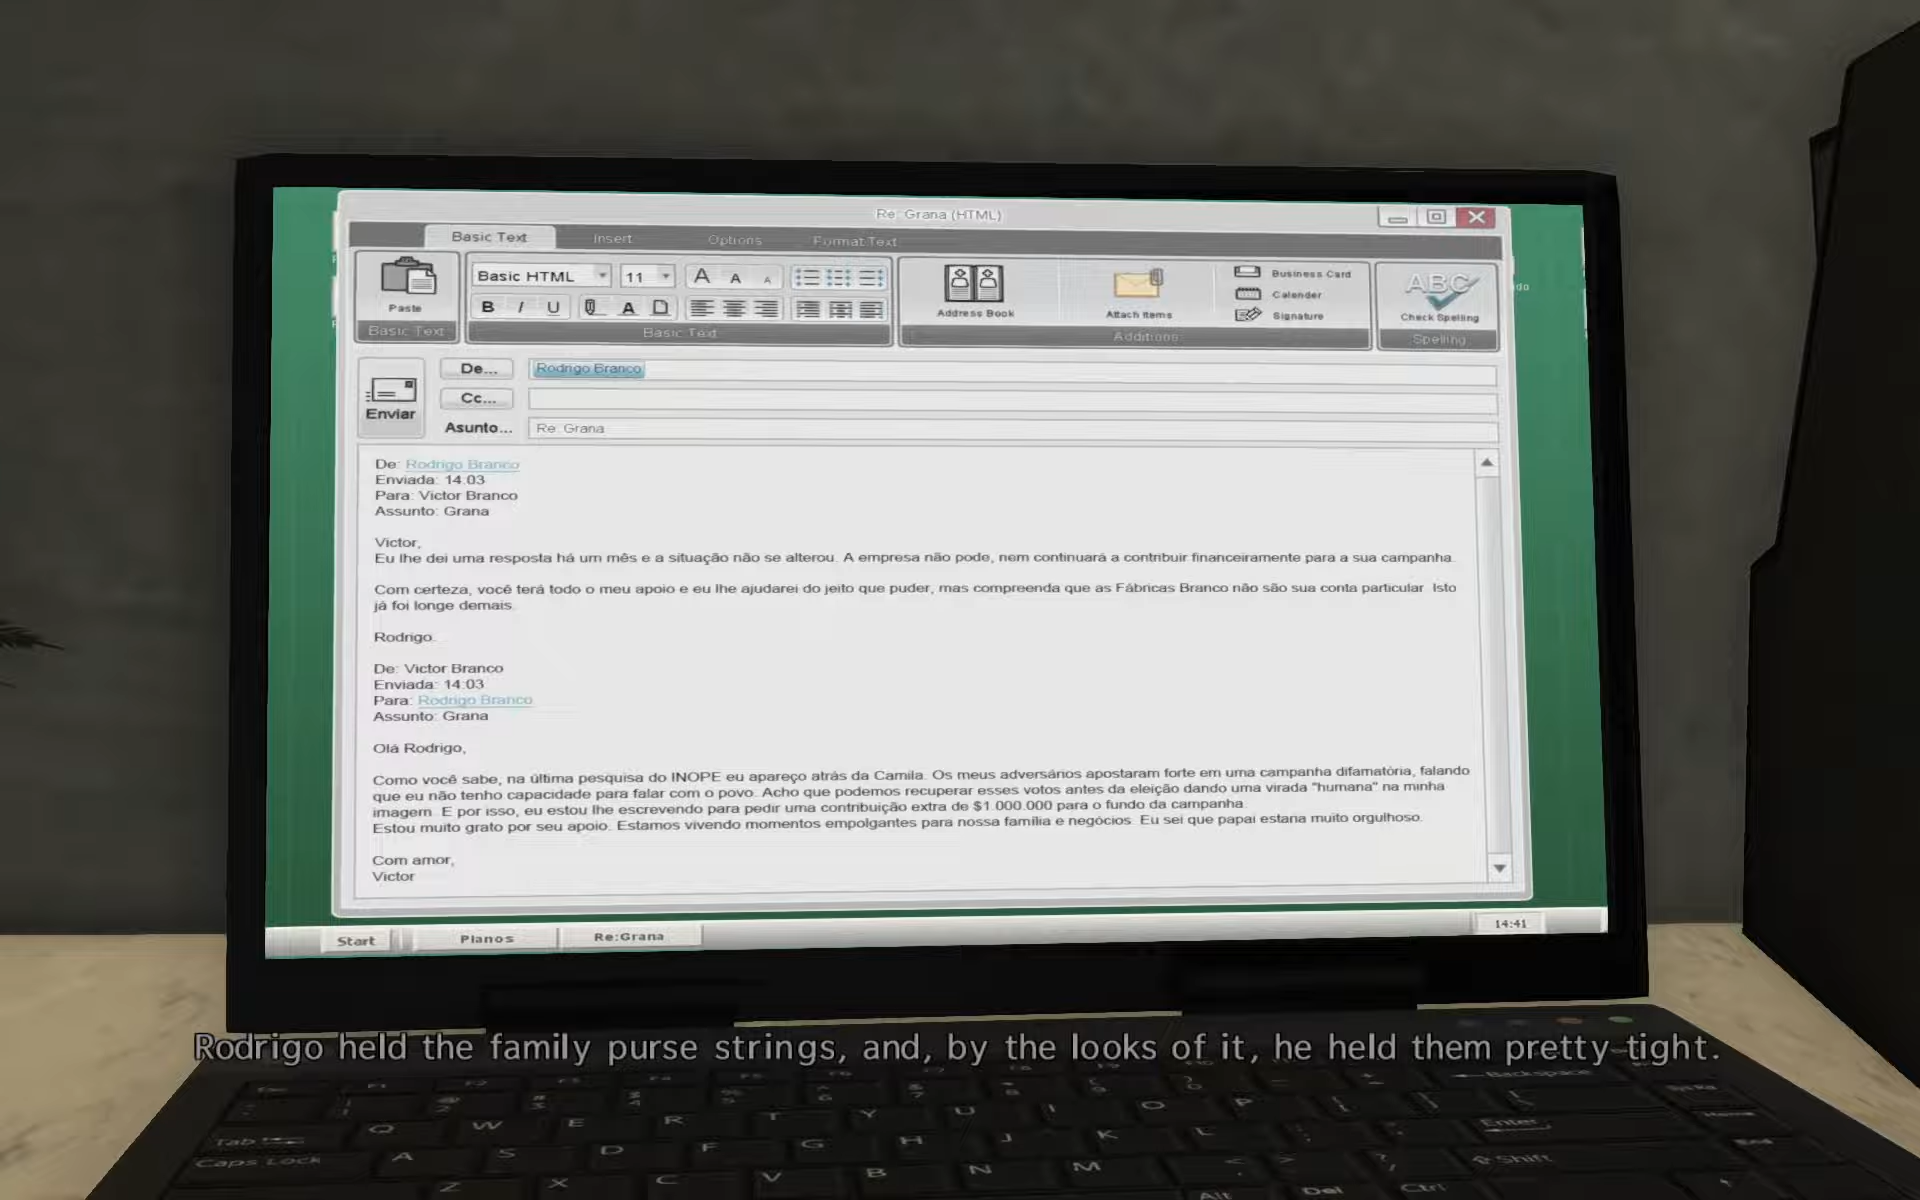 Re: Grana (HTML)
Basic Text Insert Options Format Text
Basic HTML 11 A A A
Paste B I U A
Address Book Attach Items Business Card Calender Signature
ABC Check Spelling
Basic Text Basic Text Additions Spelling
De... Rodrigo Branco
Cc...
Enviar
Asunto... Re: Grana
De: Rodrigo Branco
Enviada: 14:03
Para: Victor Branco
Assunto: Grana
Victor,
Eu lhe dei uma resposta há um mês e a situação não se alterou. A empresa não pode, nem continuará a contribuir financeiramente para a sua campanha.
Com certeza, você terá todo o meu apoio e eu lhe ajudarei do jeito que puder, mas compreenda que as Fábricas Branco não são sua conta particular. Isto
já foi longe demais.
Rodrigo.
De: Victor Branco
Enviada: 14:03
Para: Rodrigo Branco
Assunto: Grana
Olá Rodrigo,
Como você sabe, na última pesquisa do INOPE eu apareço atrás da Camila. Os meus adversários apostaram forte em uma campanha difamatória, falando
que eu não tenho capacidade para falar com o povo. Acho que podemos recuperar esses votos antes da eleição dando uma virada "humana" na minha
imagem. E por isso, eu estou lhe escrevendo para pedir uma contribuição extra de $1.000.000 para o fundo da campanha.
Estou muito grato por seu apoio. Estamos vivendo momentos empolgantes para nossa família e negócios. Eu sei que papai estaria muito orgulhoso.
Com amor,
Victor
Start Planos Re:Grana 14:41
Rodrigo held the family purse strings, and, by the looks of it, he held them pretty tight.
Backspace
Tab Q W E R T Y U I O P Enter
Caps Lock A S D F G H J K L
Z X C V B N M Shift
Alt Del Ctrl